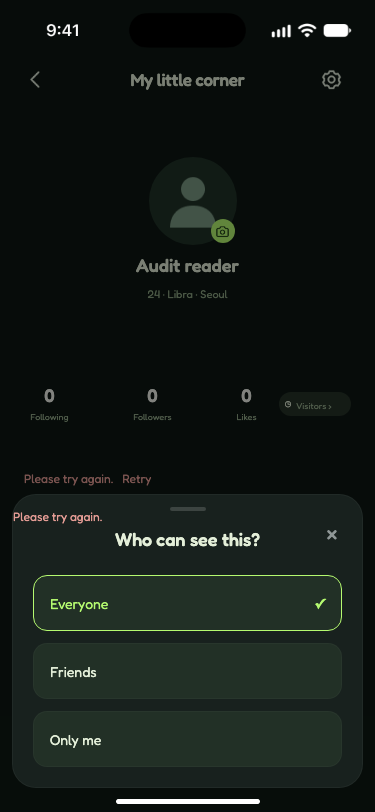 9:41
My little corner
Audit reader
24 · Libra · Seoul
0 0 0
Following Followers Likes Visitors ›
Please try again. Retry
Please try again.
Who can see this?
Everyone
Friends
Only me